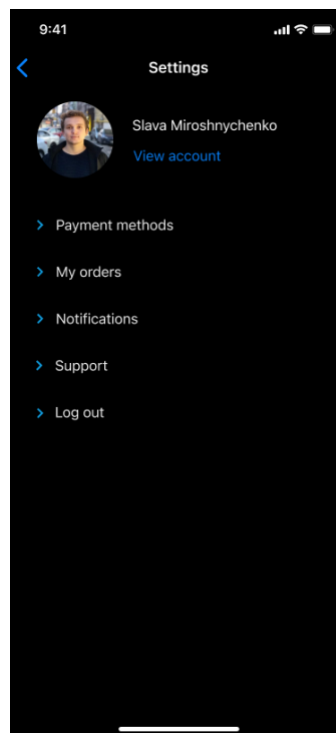 9:41
Settings
Slava Miroshnychenko
View account
Payment methods
My orders
Notifications
Support
Log out